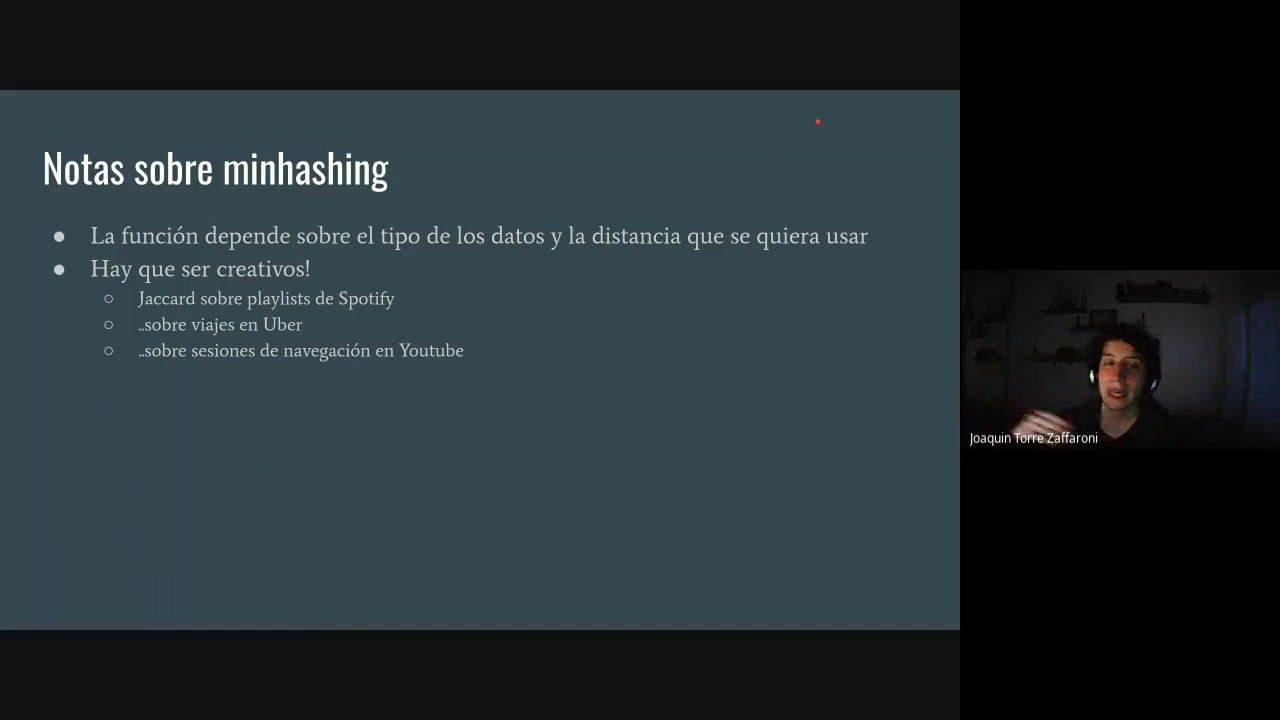 Notas sobre minhashing
● La función depende sobre el tipo de los datos y la distancia que se quiera usar
● Hay que ser creativos!
○ Jaccard sobre playlists de Spotify
○ ..sobre viajes en Uber
○ ..sobre sesiones de navegación en Youtube
Joaquin Torre Zaffaroni